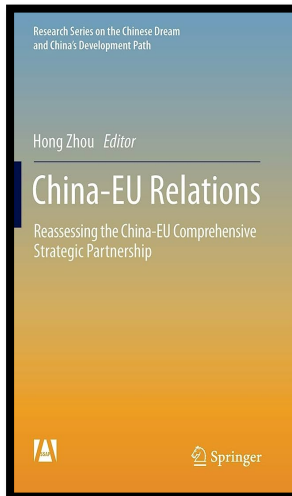 Research Series on the Chinese Dream
and China's Development Path
Hong Zhou Editor
China-EU Relations
Reassessing the China-EU Comprehensive
Strategic Partnership
Springer